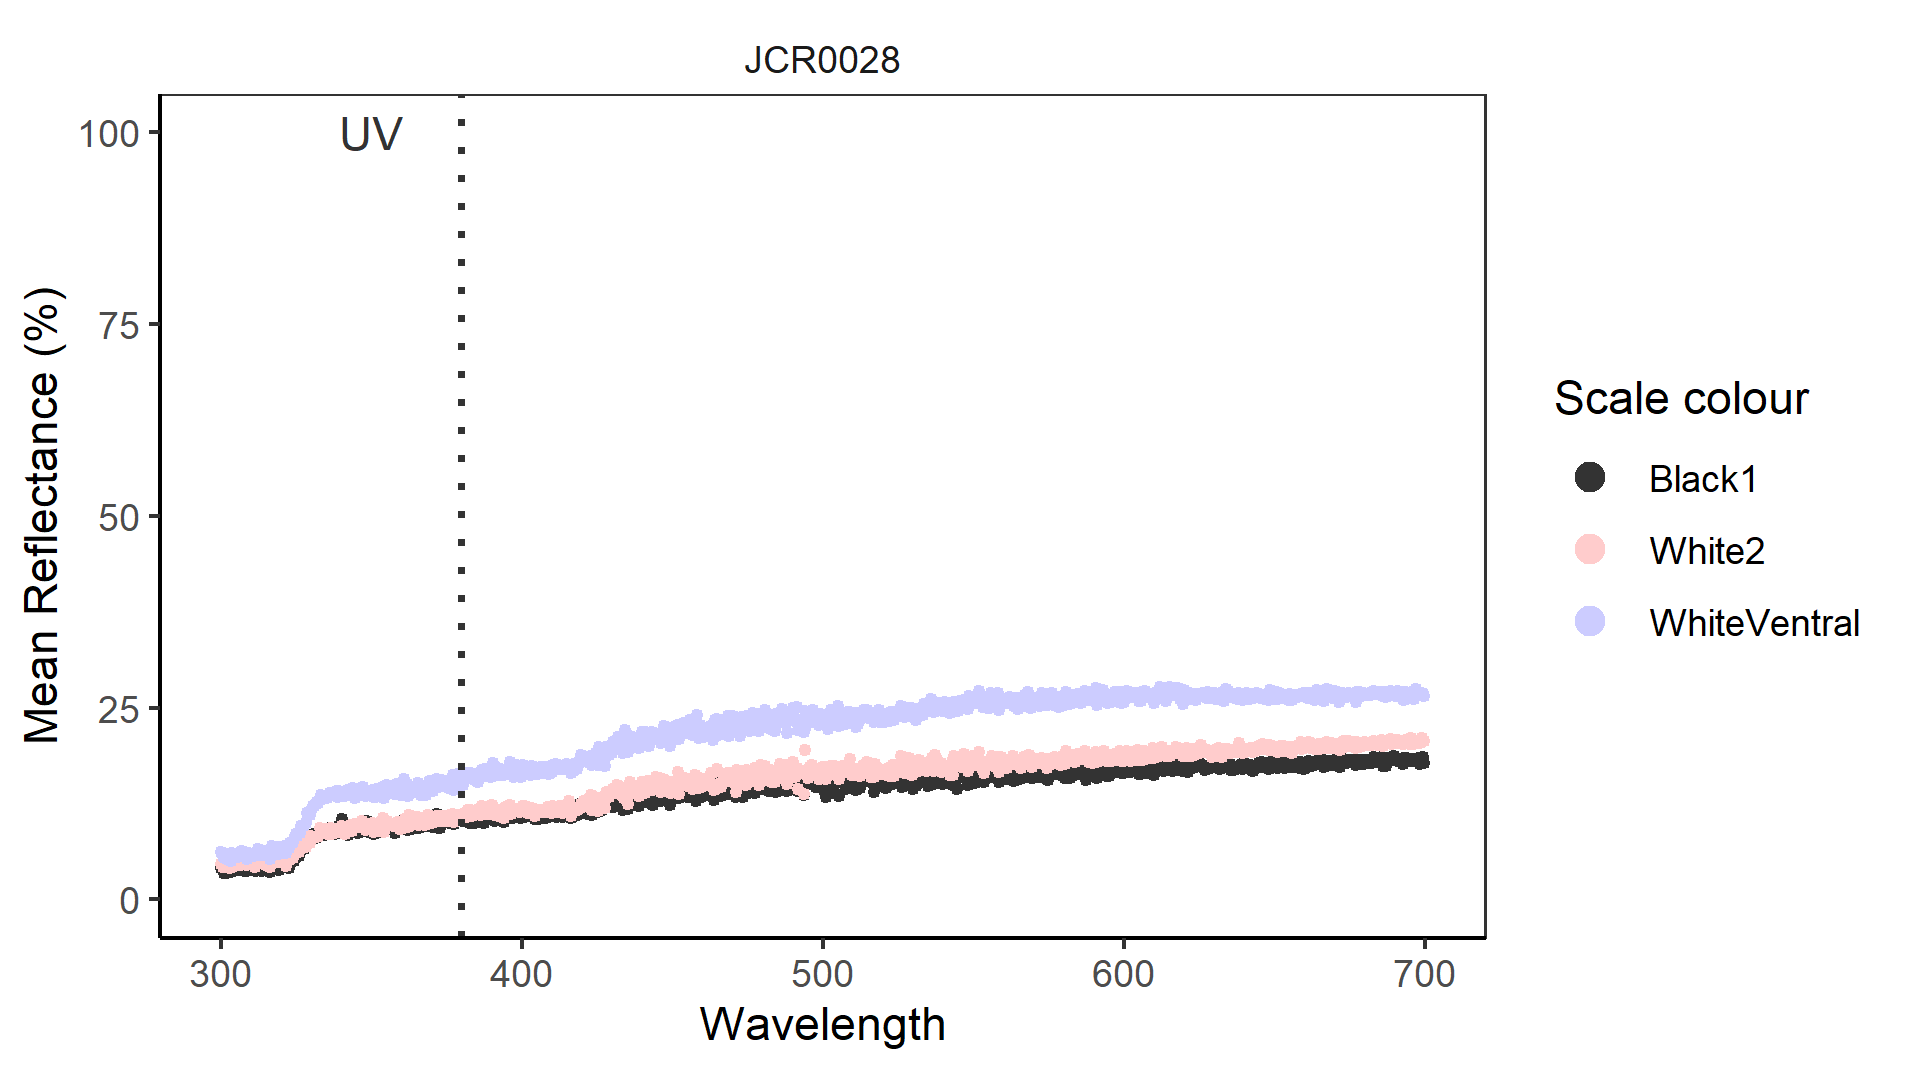 JCR0028
UV
100
75
50
25
0
Mean Reflectance (%)
300 400 500 600 700
Wavelength
Scale colour
Black1
White2
WhiteVentral